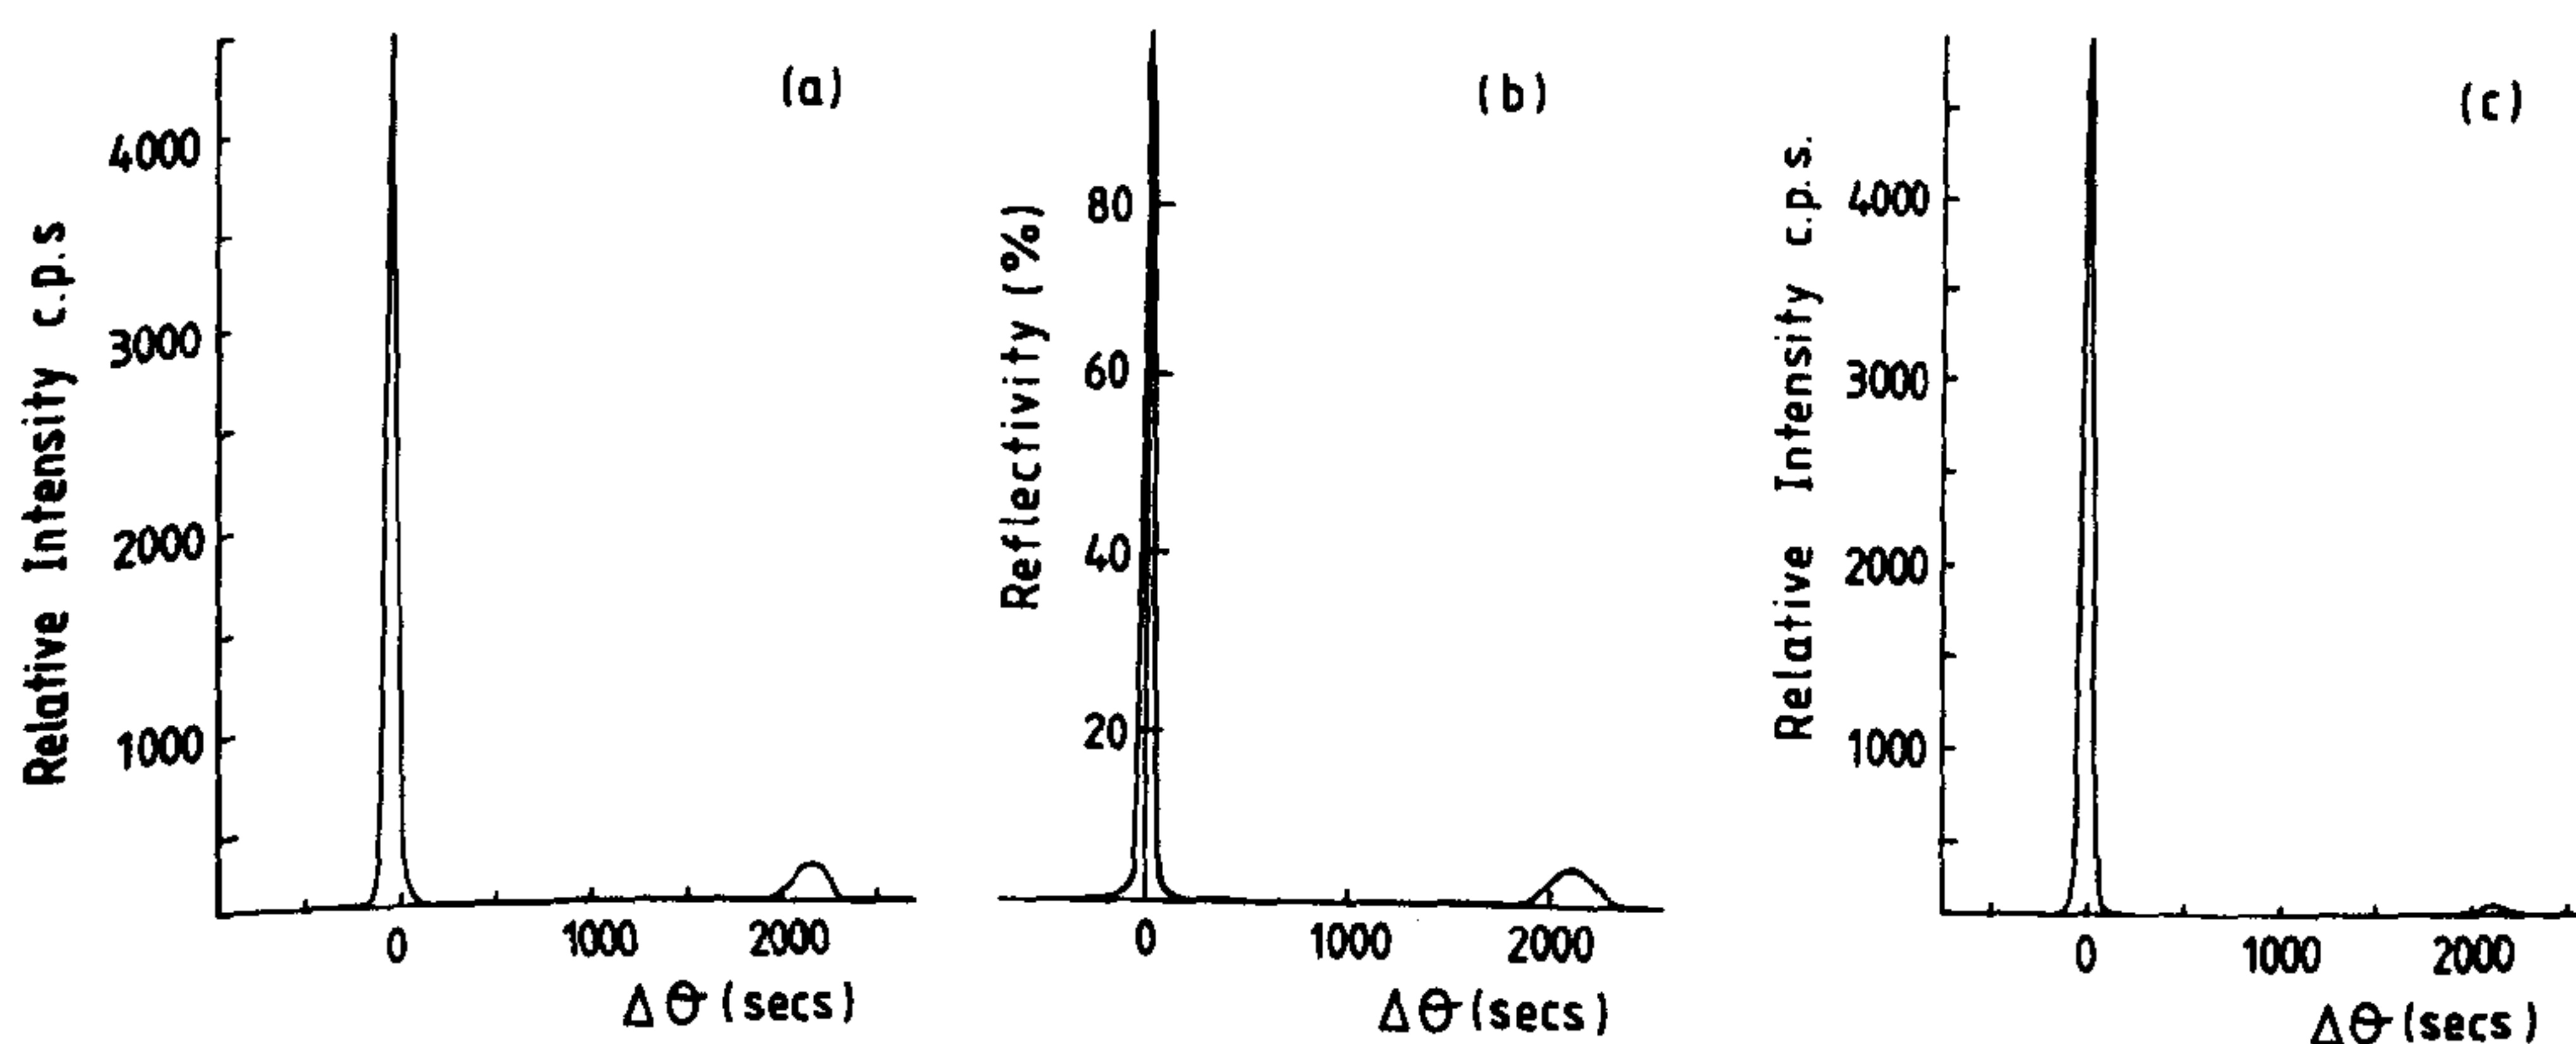 (a)
Relative Intensity c.p.s
4000
3000
2000
1000
0 1000 2000
Δθ (secs)
(b)
Reflectivity (%)
80
60
40
20
0 1000 2000
Δθ (secs)
(c)
Relative Intensity c.p.s.
4000
3000
2000
1000
0 1000 2000
Δθ (secs)